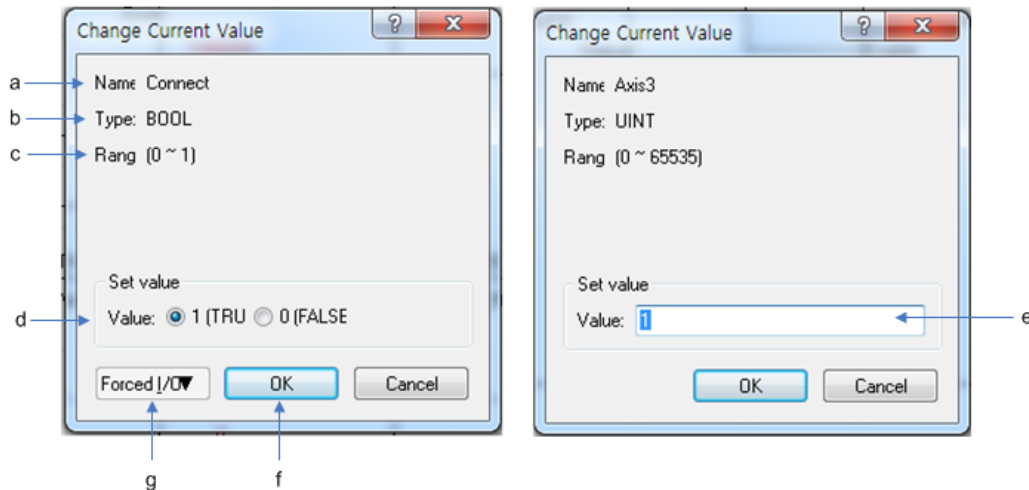 Change Current Value
a
Name Connect
b
Type: BOOL
c
Rang (0 ~ 1)
Set value
d
Value: 1 (TRU 0 (FALSE
Forced I/O▼ OK Cancel
g f
Change Current Value
Name Axis3
Type: UINT
Rang (0 ~ 65535)
Set value
Value: 1
e
OK Cancel